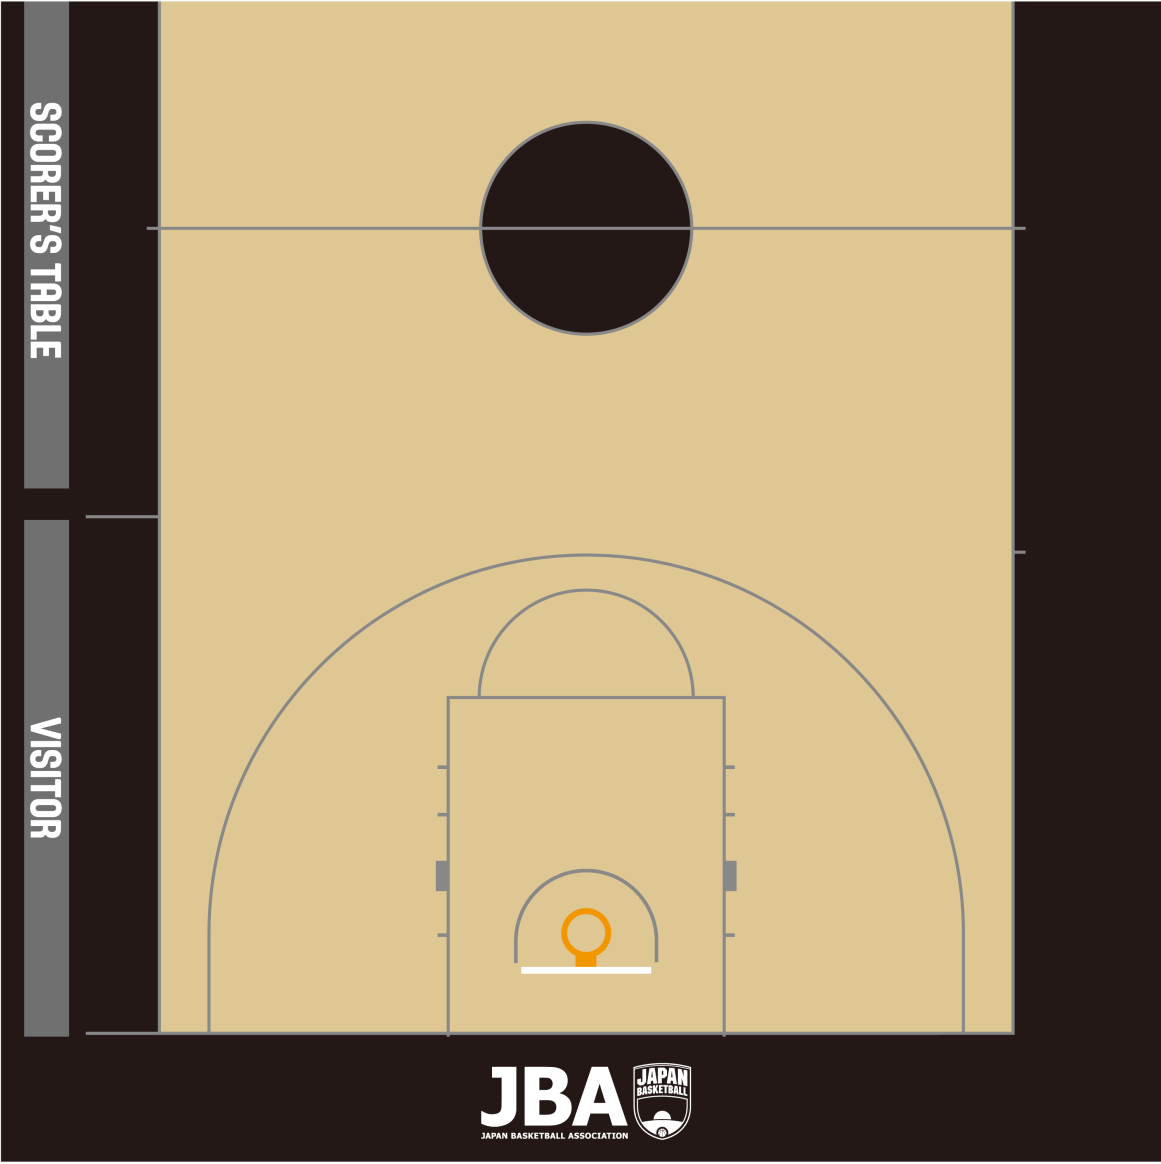 SCORER'S TABLE
VISITOR
JBA
JAPAN BASKETBALL ASSOCIATION
JAPAN
BASKETBALL